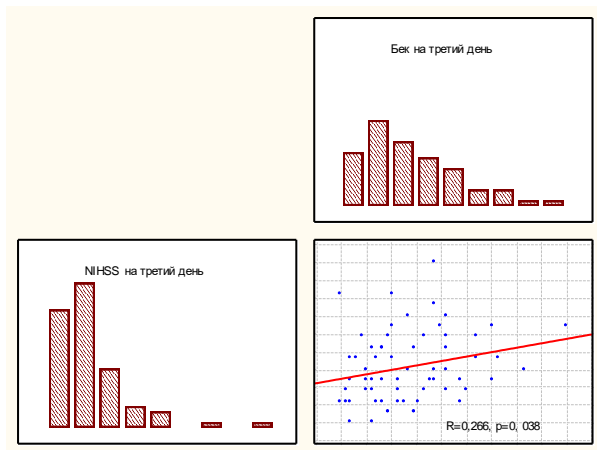 Бек на третий день
NIHSS на третий день
R=0,266, p=0, 038